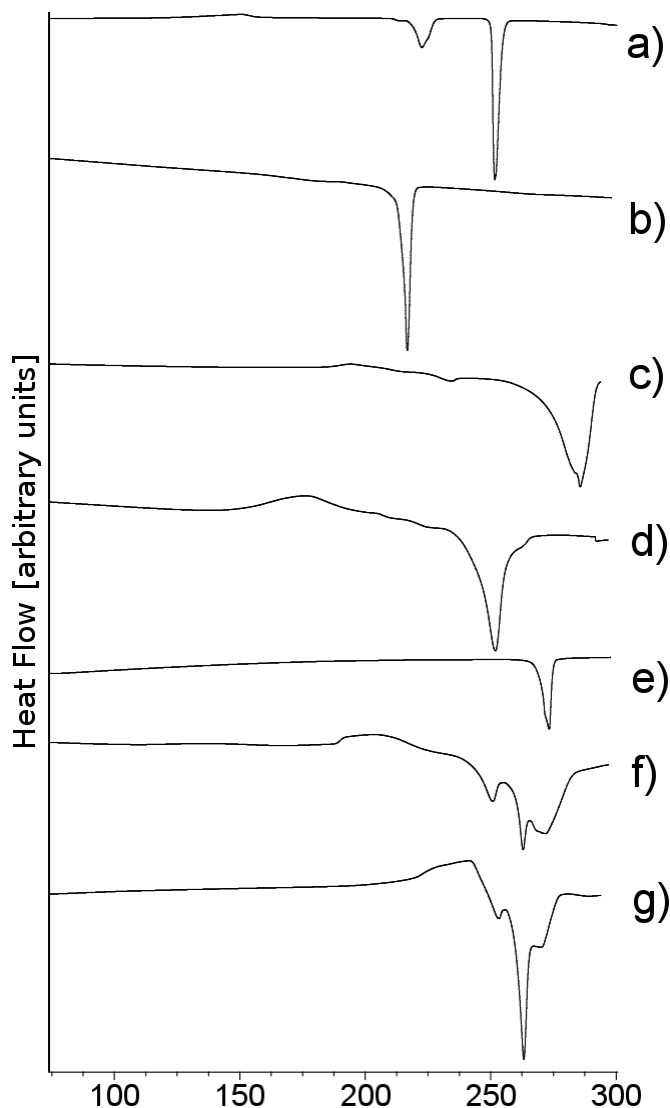 a)
b)
c)
d)
e)
f)
g)
Heat Flow [arbitrary units]
100 150 200 250 300